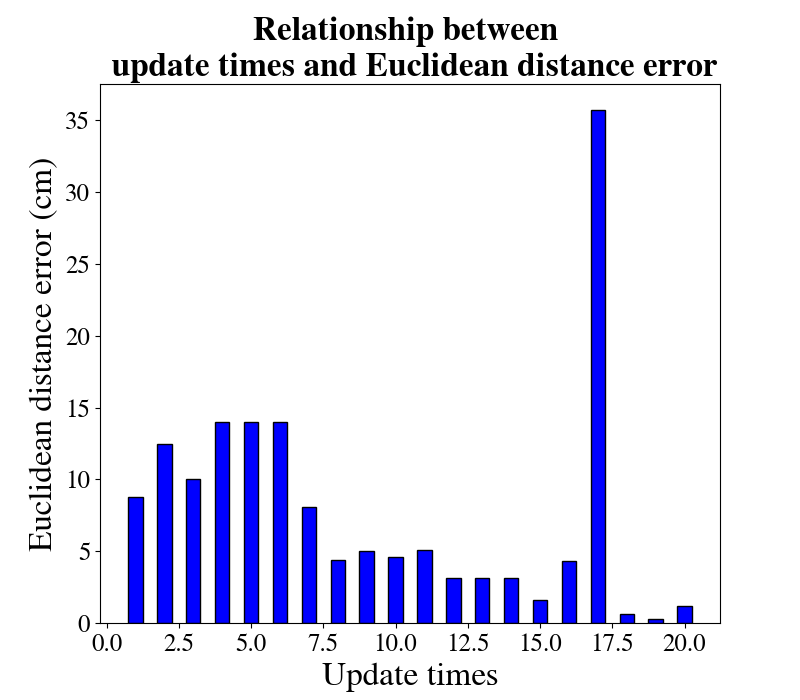 Relationship between
update times and Euclidean distance error
Euclidean distance error (cm)
35
30
25
20
15
10
5
0
0.0 2.5 5.0 7.5 10.0 12.5 15.0 17.5 20.0
Update times